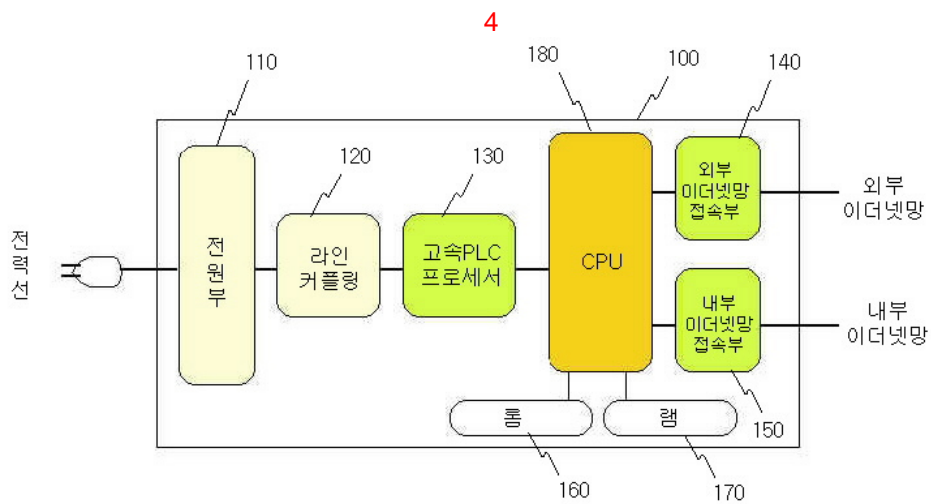 4
110
180
100
140
120
130
외부
이더넷망
접속부
외부
이더넷망
전
력
선
전
원
부
라인
커플링
고속PLC
프로세서
CPU
내부
이더넷망
접속부
내부
이더넷망
롬
램
150
160
170